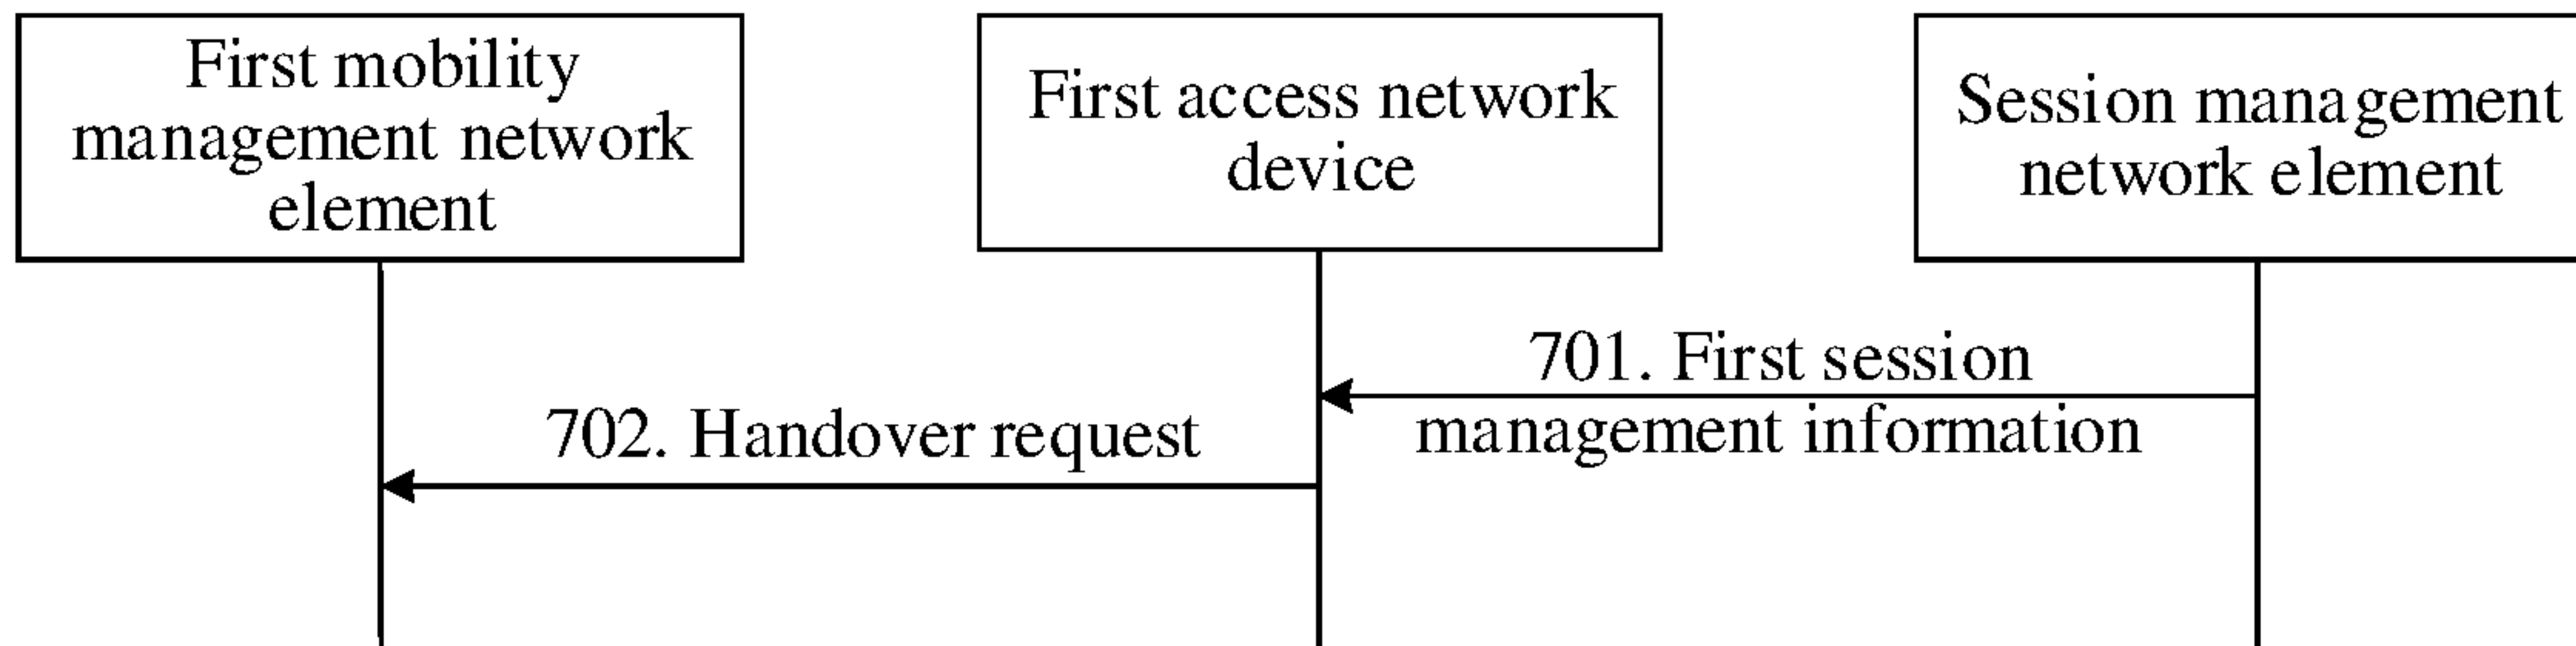 First mobility
management network
element
First access network
device
Session management
network element
701. First session
management information
702. Handover request